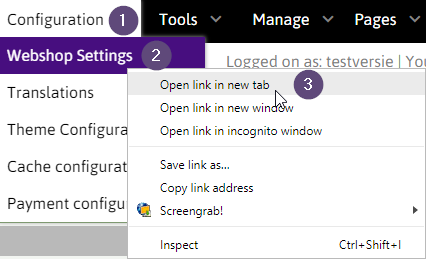 Configuration 1 Tools Manage Pages
Webshop Settings 2 Logged on as: testversie | You
Open link in new tab 3
Translations
Open link in new window
Theme Configura
Open link in incognito window
Cache configurat
Save link as...
Copy link address
Payment configu
Screengrab!
Inspect Ctrl+Shift+I